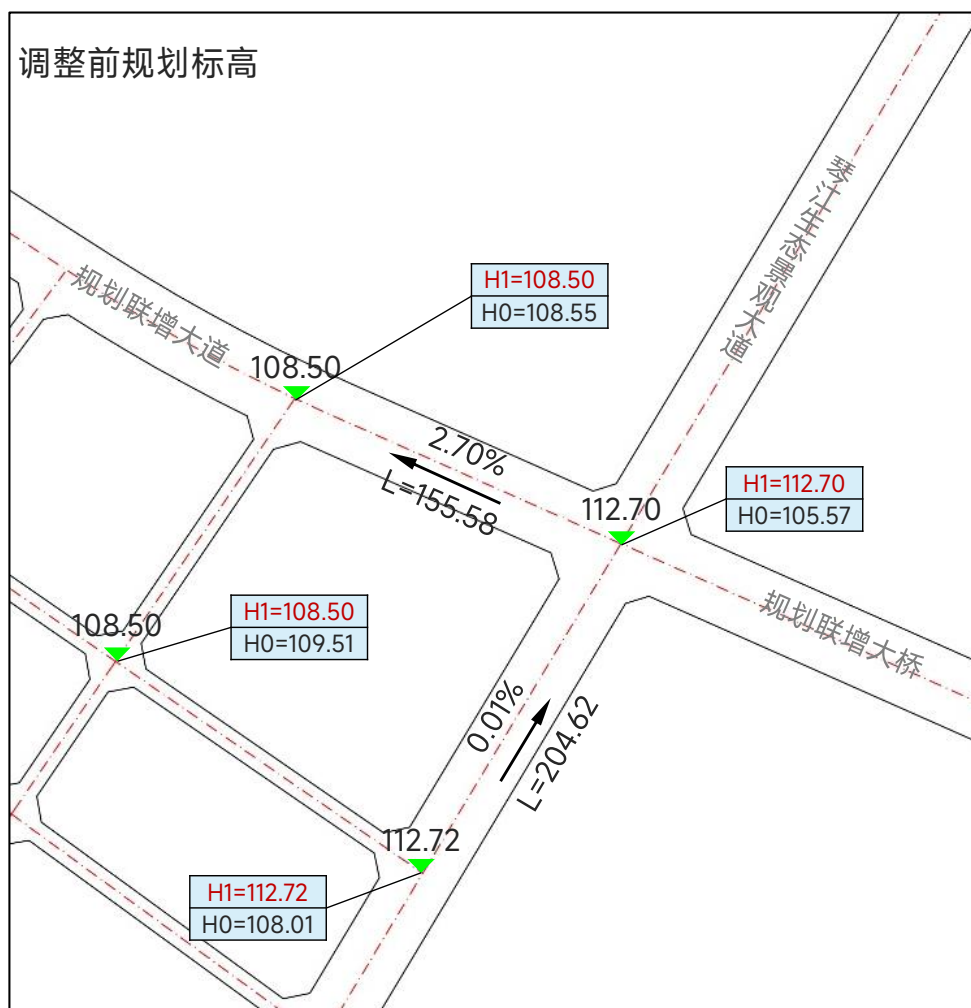 调整前规划标高
琴江生态景观大道
规划联增大道
H1=108.50
H0=108.55
108.50
2.70%
L=155.58
112.70
H1=112.70
H0=105.57
规划联增大桥
108.50
H1=108.50
H0=109.51
0.01%
L=204.62
112.72
H1=112.72
H0=108.01